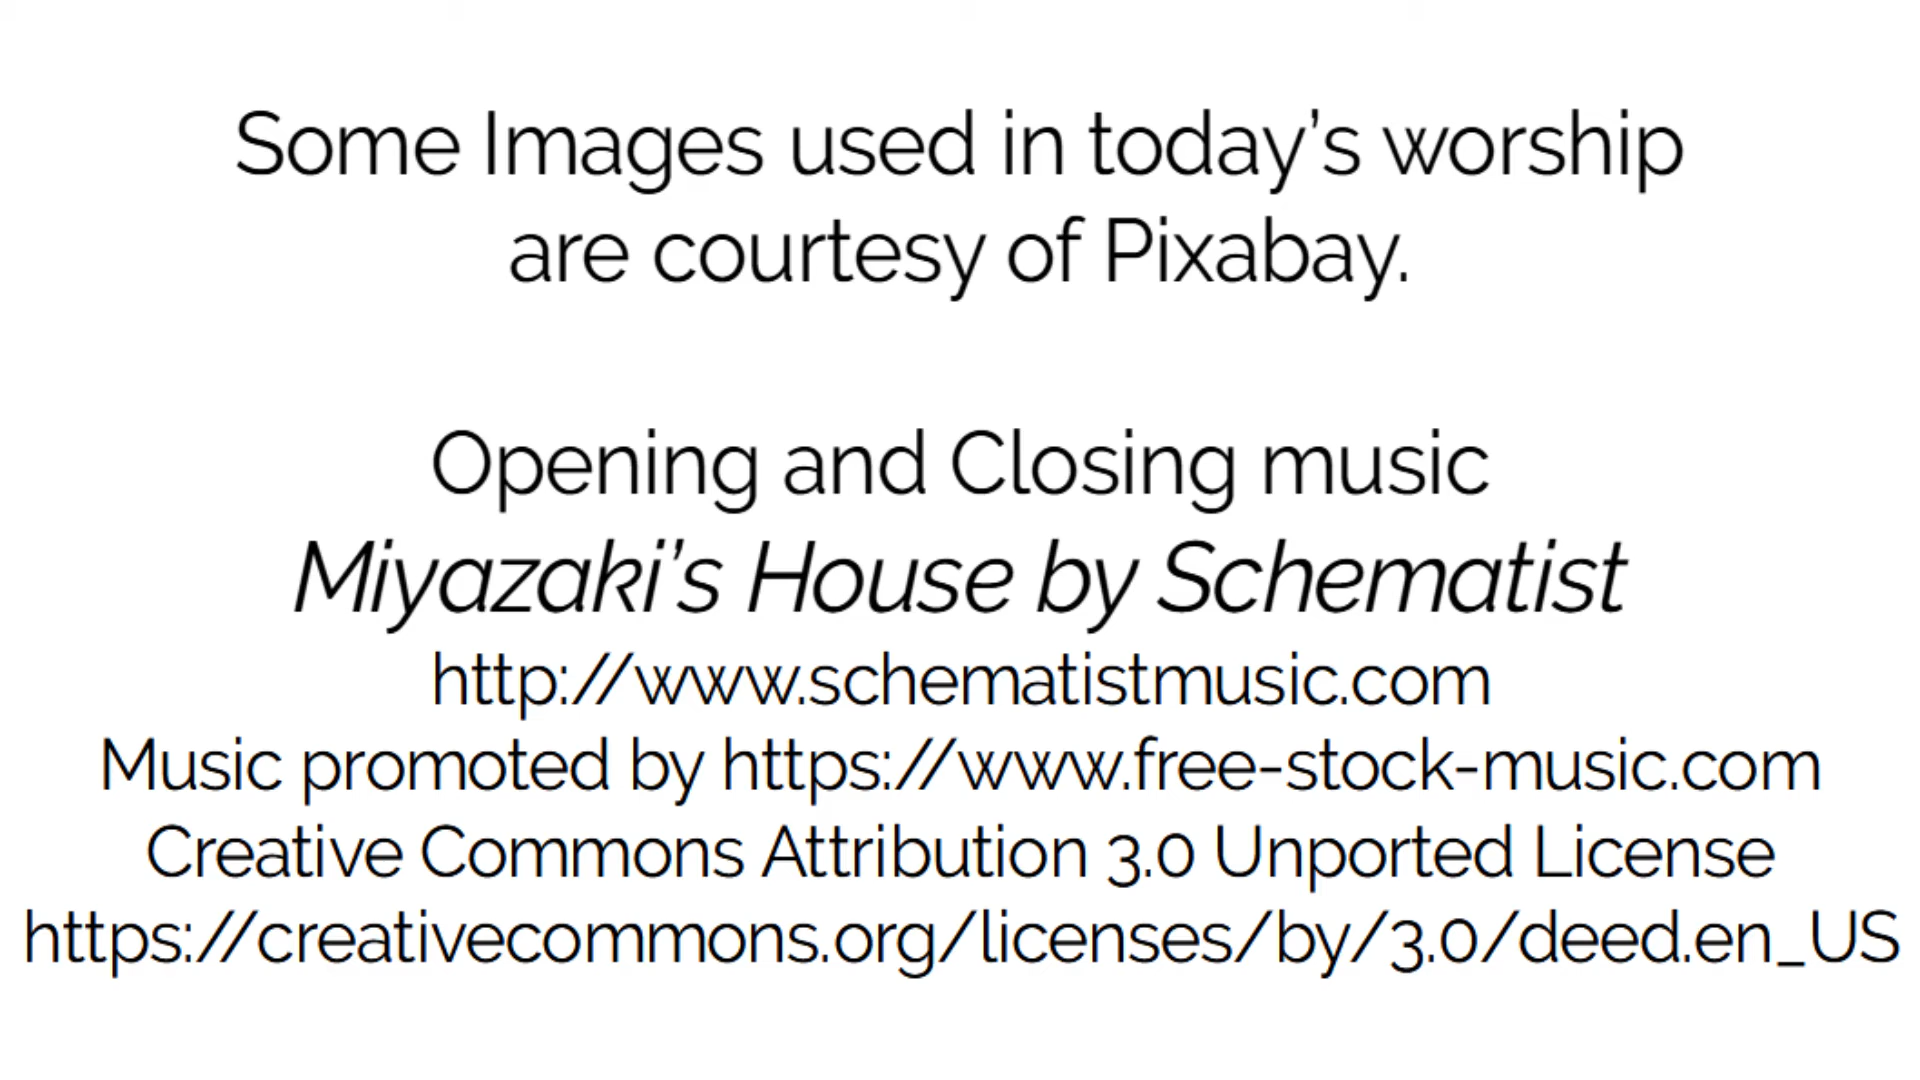 Some Images used in today’s worship
are courtesy of Pixabay.
Opening and Closing music
Miyazaki’s House by Schematist
http://www.schematistmusic.com
Music promoted by https://www.free-stock-music.com
Creative Commons Attribution 3.0 Unported License
https://creativecommons.org/licenses/by/3.0/deed.en_US